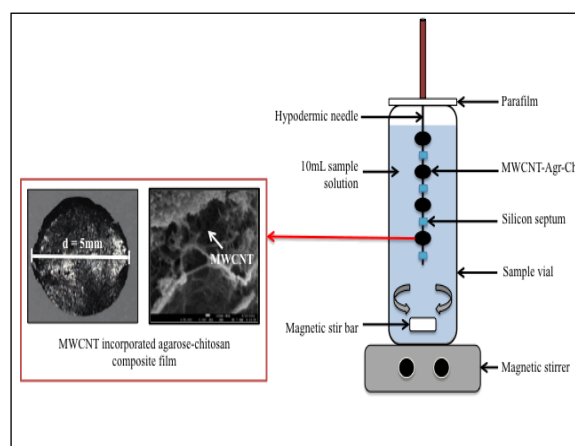 Parafilm
Hypodermic needle
10mL sample
solution
MWCNT-Agr-Ch
Silicon septum
d = 5mm
MWCNT
Sample vial
Magnetic stir bar
MWCNT incorporated agarose-chitosan
composite film
Magnetic stirrer